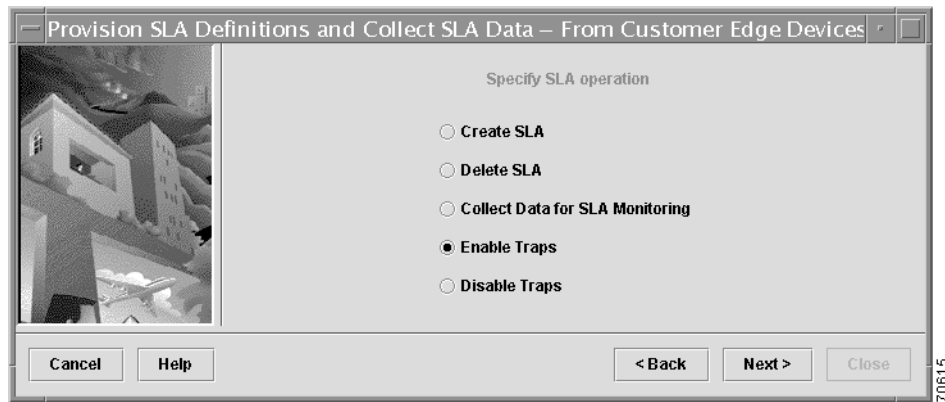 Provision SLA Definitions and Collect SLA Data – From Customer Edge Devices
Specify SLA operation
Create SLA
Delete SLA
Collect Data for SLA Monitoring
Enable Traps
Disable Traps
Cancel
Help
< Back
Next >
Close
70615